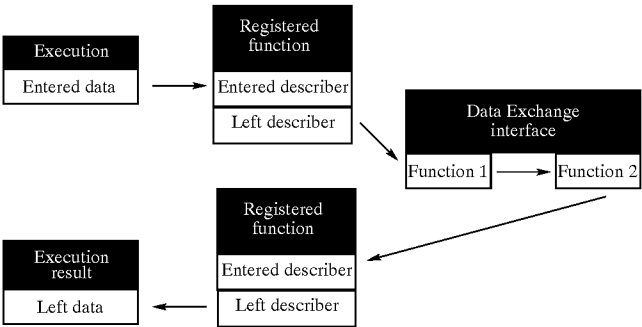 Execution
Entered data
Registered
function
Entered describer
Left describer
Data Exchange
interface
Function 1
Function 2
Registered
function
Entered describer
Left describer
Execution
result
Left data